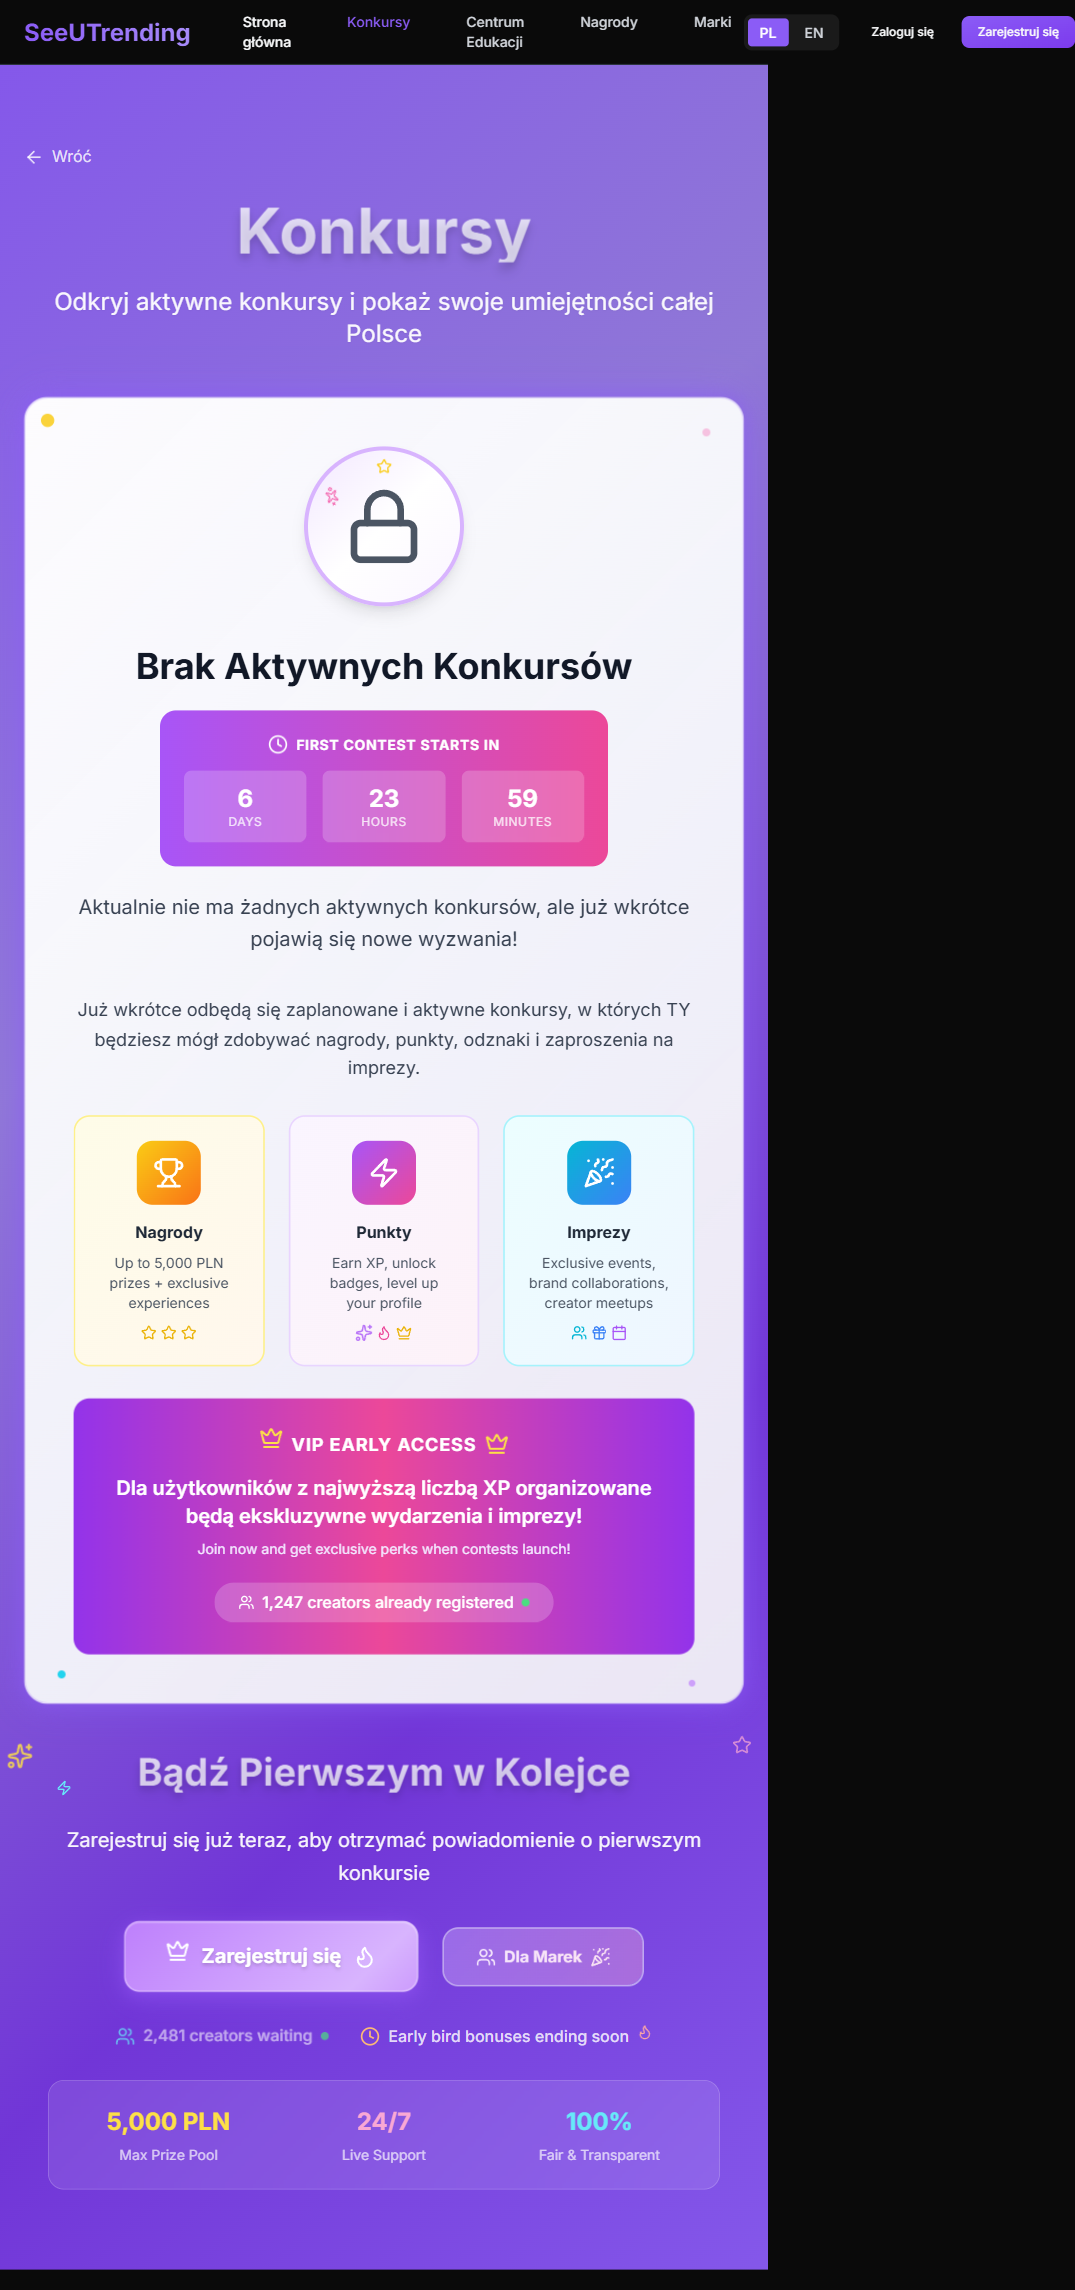 SeeUTrending
Strona
główna
Konkursy
Centrum
Edukacji
Nagrody
Marki
PL
EN
Zaloguj się
Zarejestruj się
Wróć
Konkursy
Odkryj aktywne konkursy i pokaż swoje umiejętności całej
Polsce
Brak Aktywnych Konkursów
FIRST CONTEST STARTS IN
6
DAYS
23
HOURS
59
MINUTES
Aktualnie nie ma żadnych aktywnych konkursów, ale już wkrótce
pojawią się nowe wyzwania!
Już wkrótce odbędą się zaplanowane i aktywne konkursy, w których TY
będziesz mógł zdobywać nagrody, punkty, odznaki i zaproszenia na
imprezy.
Nagrody
Up to 5,000 PLN
prizes + exclusive
experiences
Punkty
Earn XP, unlock
badges, level up
your profile
Imprezy
Exclusive events,
brand collaborations,
creator meetups
VIP EARLY ACCESS
Dla użytkowników z najwyższą liczbą XP organizowane
będą ekskluzywne wydarzenia i imprezy!
Join now and get exclusive perks when contests launch!
1,247 creators already registered
Bądź Pierwszym w Kolejce
Zarejestruj się już teraz, aby otrzymać powiadomienie o pierwszym
konkursie
Zarejestruj się
Dla Marek
2,481 creators waiting
Early bird bonuses ending soon
5,000 PLN
Max Prize Pool
24/7
Live Support
100%
Fair & Transparent